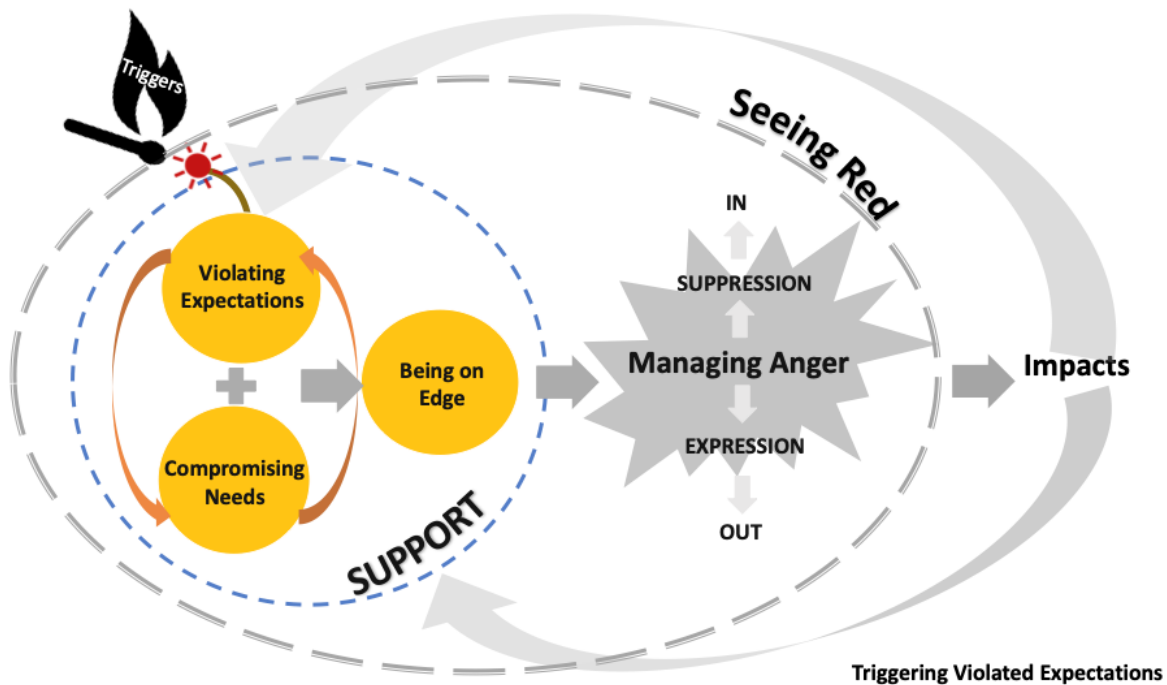 Triggers
Seeing Red
IN
SUPPRESSION
Violating
Expectations
Managing Anger
Impacts
Being on
Edge
EXPRESSION
Compromising
Needs
SUPPORT
OUT
Triggering Violated Expectations